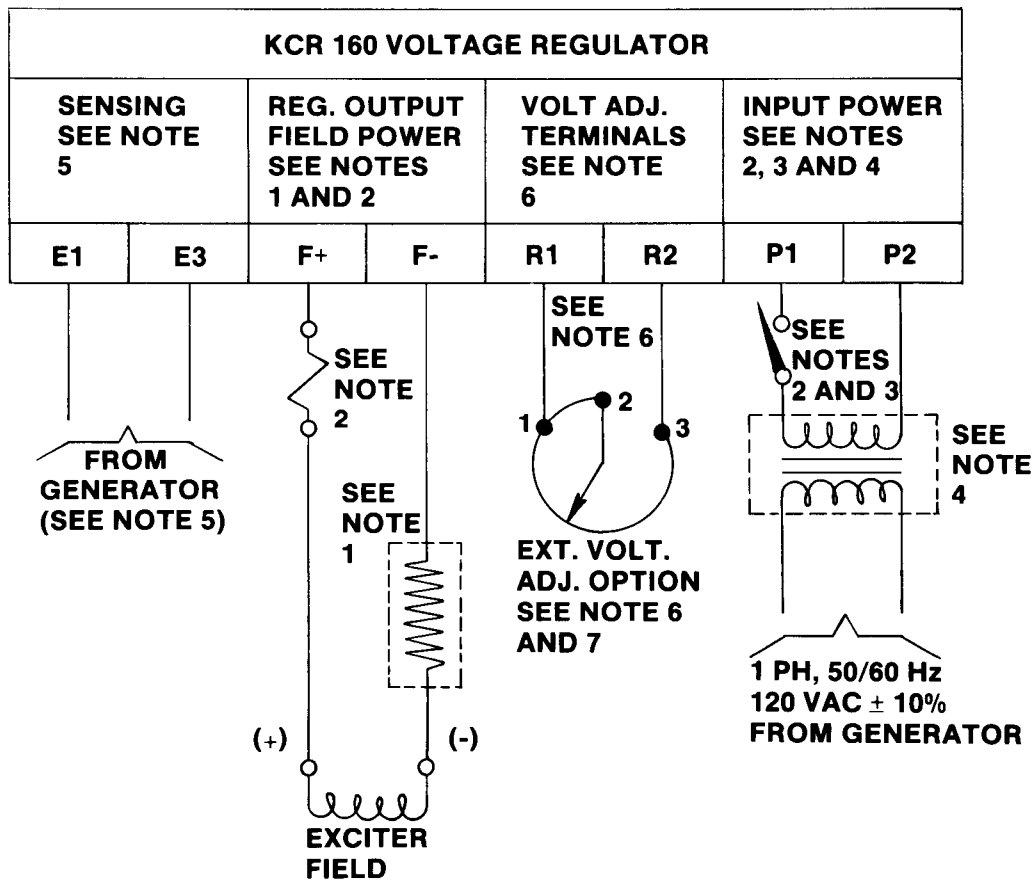 KCR 160 VOLTAGE REGULATOR
SENSING
SEE NOTE
5
REG. OUTPUT
FIELD POWER
SEE NOTES
1 AND 2
VOLT ADJ.
TERMINALS
SEE NOTE
6
INPUT POWER
SEE NOTES
2, 3 AND 4
E1
E3
F+
F-
R1
R2
P1
P2
SEE
NOTE 6
SEE
NOTES
2 AND 3
SEE
NOTE
2
1
2
3
SEE
NOTE
4
FROM
GENERATOR
(SEE NOTE 5)
SEE
NOTE
1
EXT. VOLT.
ADJ. OPTION
SEE NOTE 6
AND 7
1 PH, 50/60 Hz
120 VAC ± 10%
FROM GENERATOR
(+)
(-)
EXCITER
FIELD